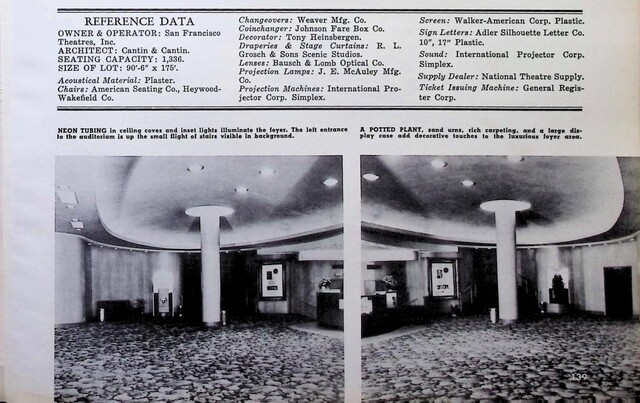 REFERENCE DATA
OWNER & OPERATOR: San Francisco
Theatres, Inc.
ARCHITECT: Cantin & Cantin.
SEATING CAPACITY: 1,336.
SIZE OF LOT: 90'-6" x 175'.
Acoustical Material: Plaster.
Chairs: American Seating Co., Heywood-
Wakefield Co.
Changeovers: Weaver Mfg. Co.
Coinchanger: Johnson Fare Box Co.
Decorator: Tony Heinsbergen.
Draperies & Stage Curtains: R. L.
Grosch & Sons Scenic Studios.
Lenses: Bausch & Lomb Optical Co.
Projection Lamps: J. E. McAuley Mfg.
Co.
Projection Machines: International Pro-
jector Corp. Simplex.
Screen: Walker-American Corp. Plastic.
Sign Letters: Adler Silhouette Letter Co.
10", 17" Plastic.
Sound: International Projector Corp.
Simplex.
Supply Dealer: National Theatre Supply.
Ticket Issuing Machine: General Regis-
ter Corp.
NEON TUBING in ceiling coves and inset lights illuminate the foyer. The left entrance
to the auditorium is up the small flight of stairs visible in background.
A POTTED PLANT, sand urns, rich carpeting, and a large dis-
play case add decorative touches to the luxurious foyer area.
139